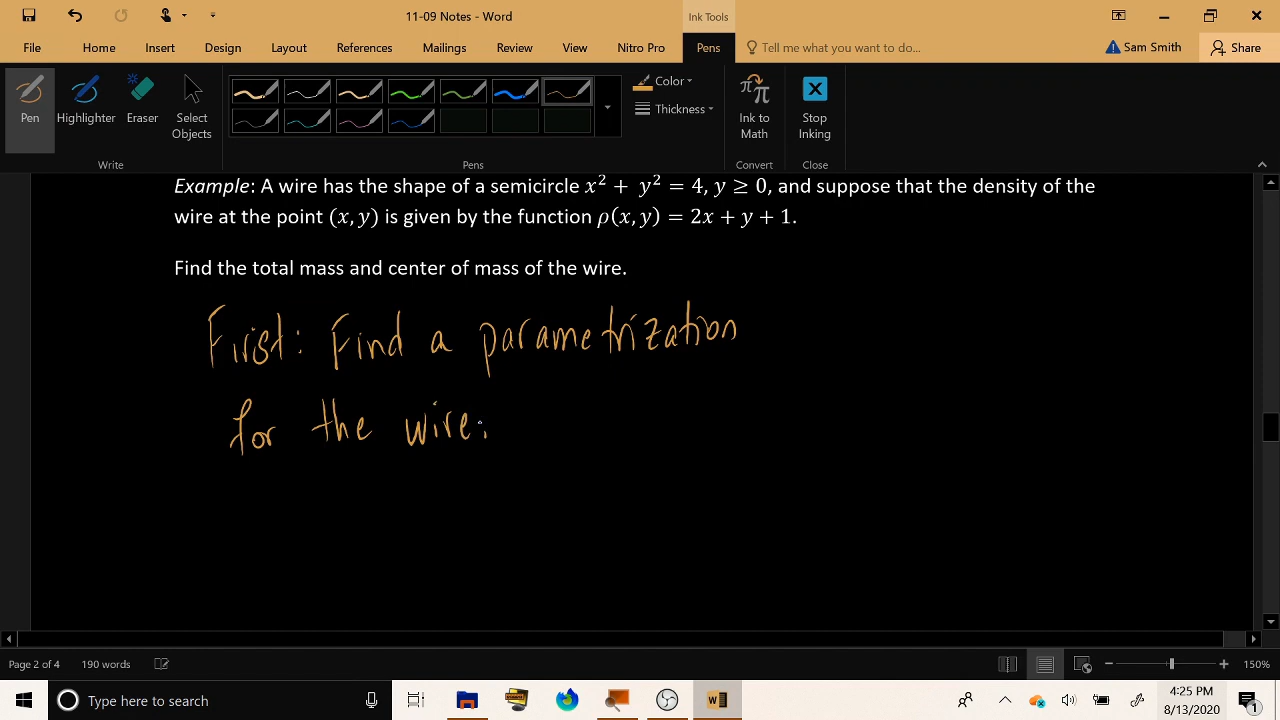 11-09 Notes - Word
Ink Tools
File Home Insert Design Layout References Mailings Review View Nitro Pro Pens Tell me what you want to do... Sam Smith Share
Pen Highlighter Eraser Select Objects
Color
Thickness
Ink to Math
Stop Inking
Write Pens Convert Close
Example: A wire has the shape of a semicircle x² + y² = 4, y ≥ 0, and suppose that the density of the
wire at the point (x, y) is given by the function ρ(x, y) = 2x + y + 1.
Find the total mass and center of mass of the wire.
First: Find a parametrization
for the wire:
Page 2 of 4 190 words 150%
Type here to search
4:25 PM
8/13/2020
1